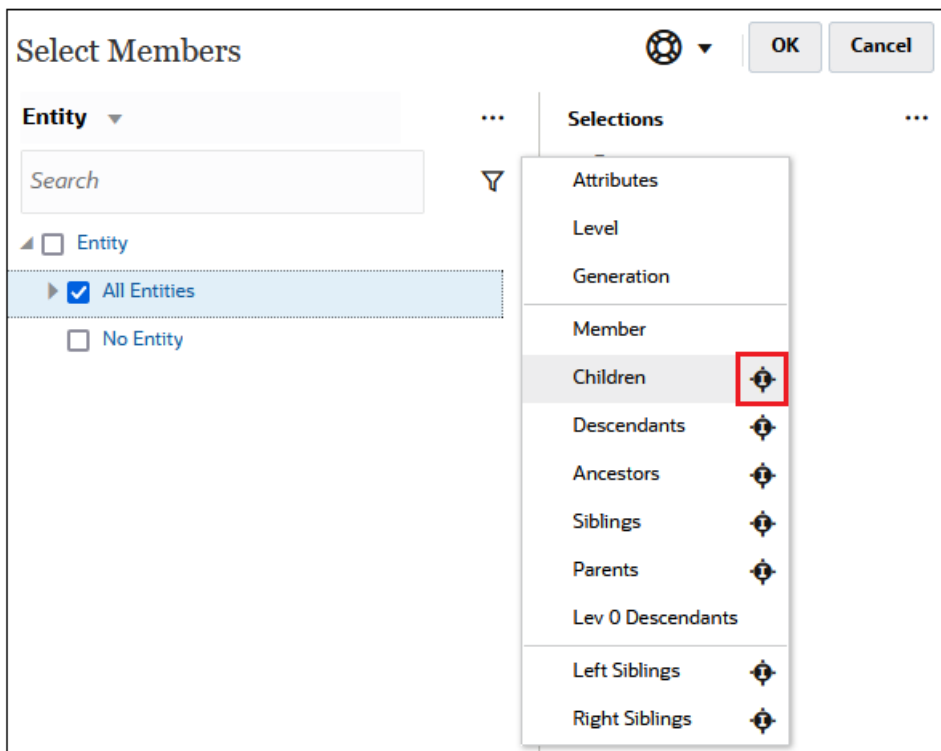 Select Members
OK
Cancel
Entity
Selections
Search
Entity
All Entities
No Entity
Attributes
Level
Generation
Member
Children
Descendants
Ancestors
Siblings
Parents
Lev 0 Descendants
Left Siblings
Right Siblings